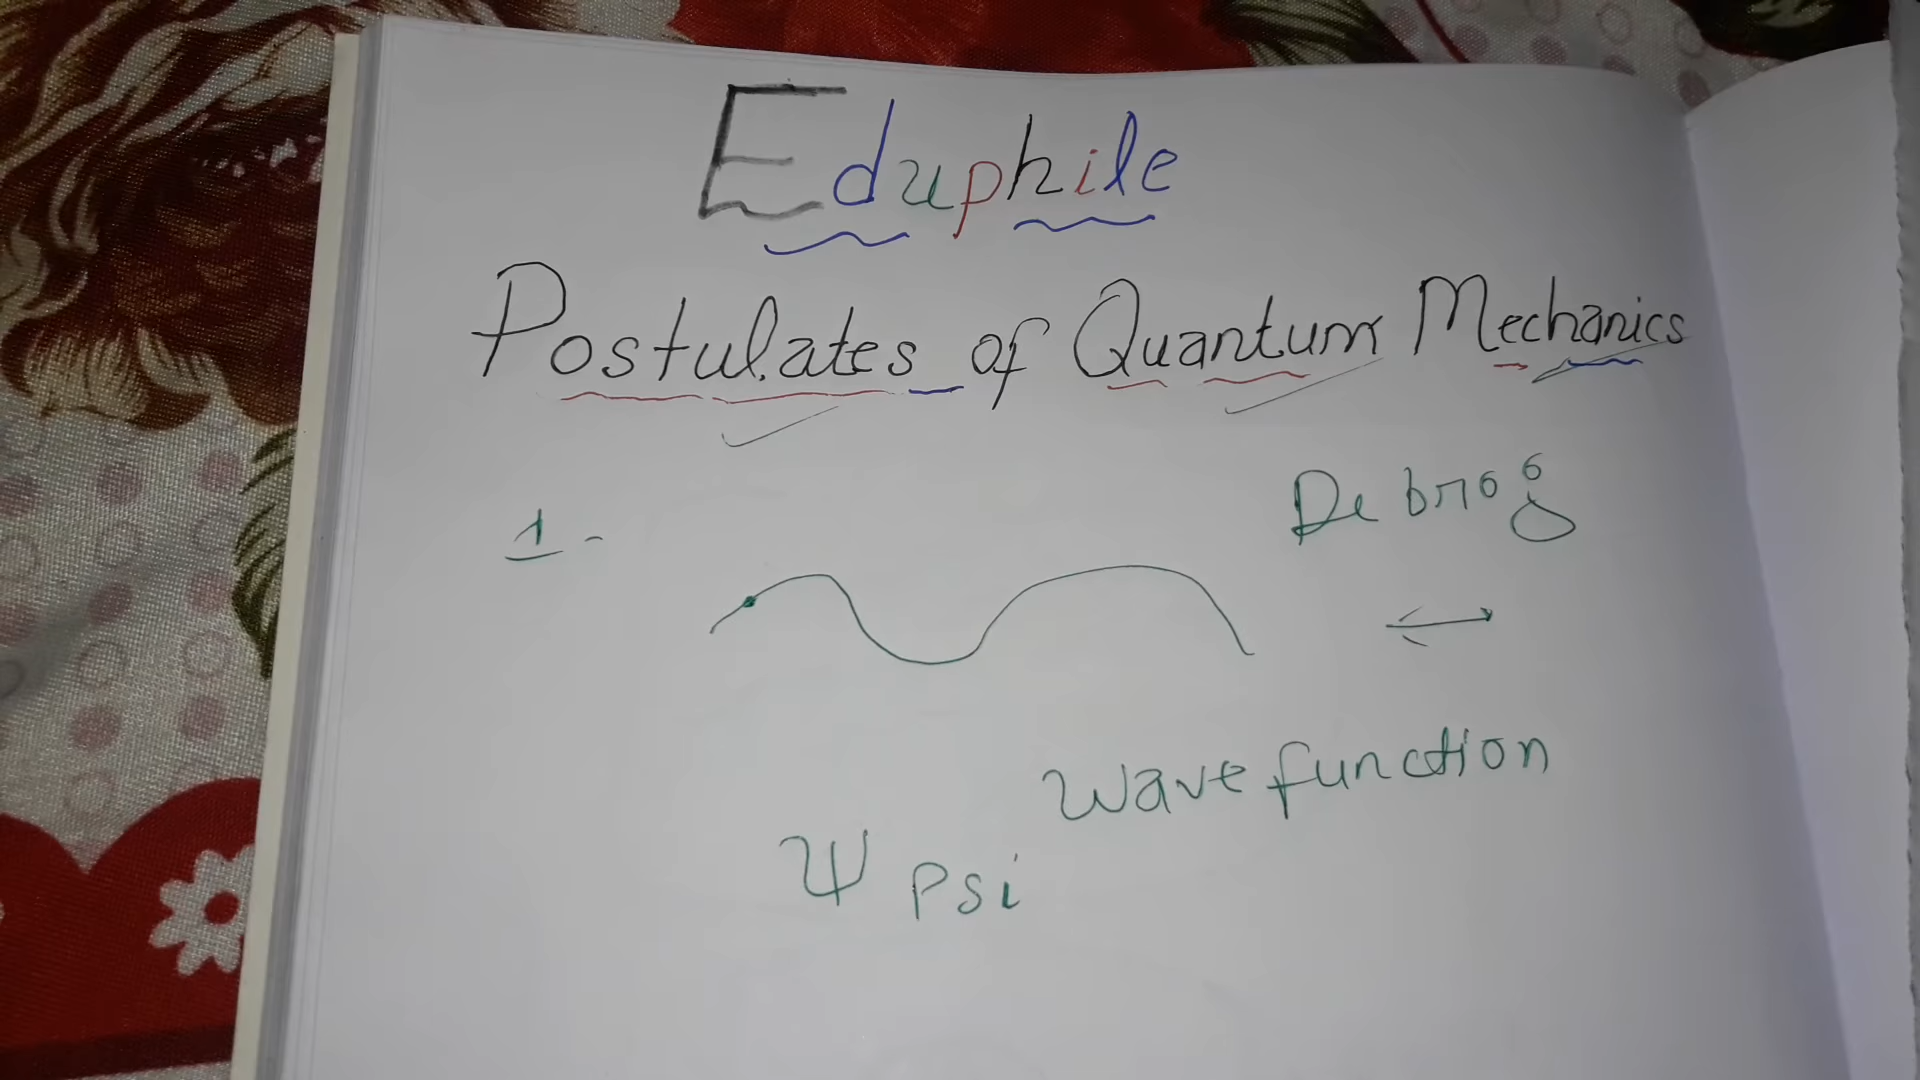 Eduphile
Postulates of Quantum Mechanics
1 -
De brog
wave function
Ψ psi